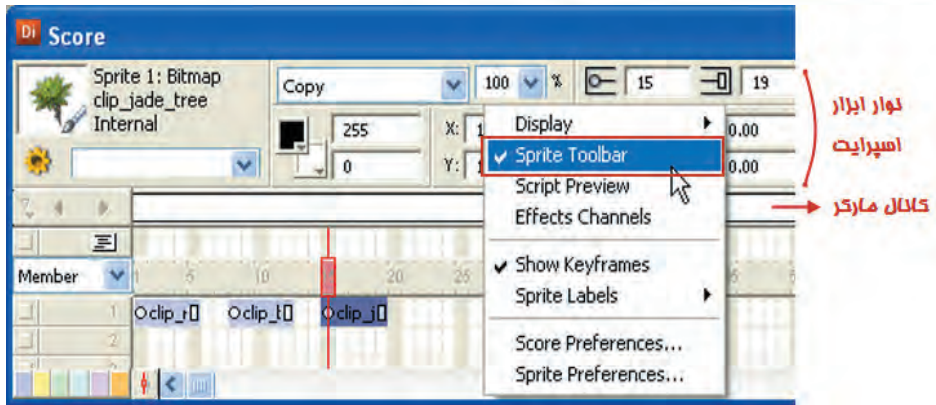 Di Score
Sprite 1: Bitmap
clip_jade_tree
Internal
Copy
100 %
15
19
255
X: 1
0.00
0
Y: 1
0.00
Display
Sprite Toolbar
Script Preview
Effects Channels
Show Keyframes
Sprite Labels
Score Preferences...
Sprite Preferences...
نوار ابزار
اسپرایت
کانال مارکر
Member
5
10
20
25
1
clip_r
clip_t
clip_j
2